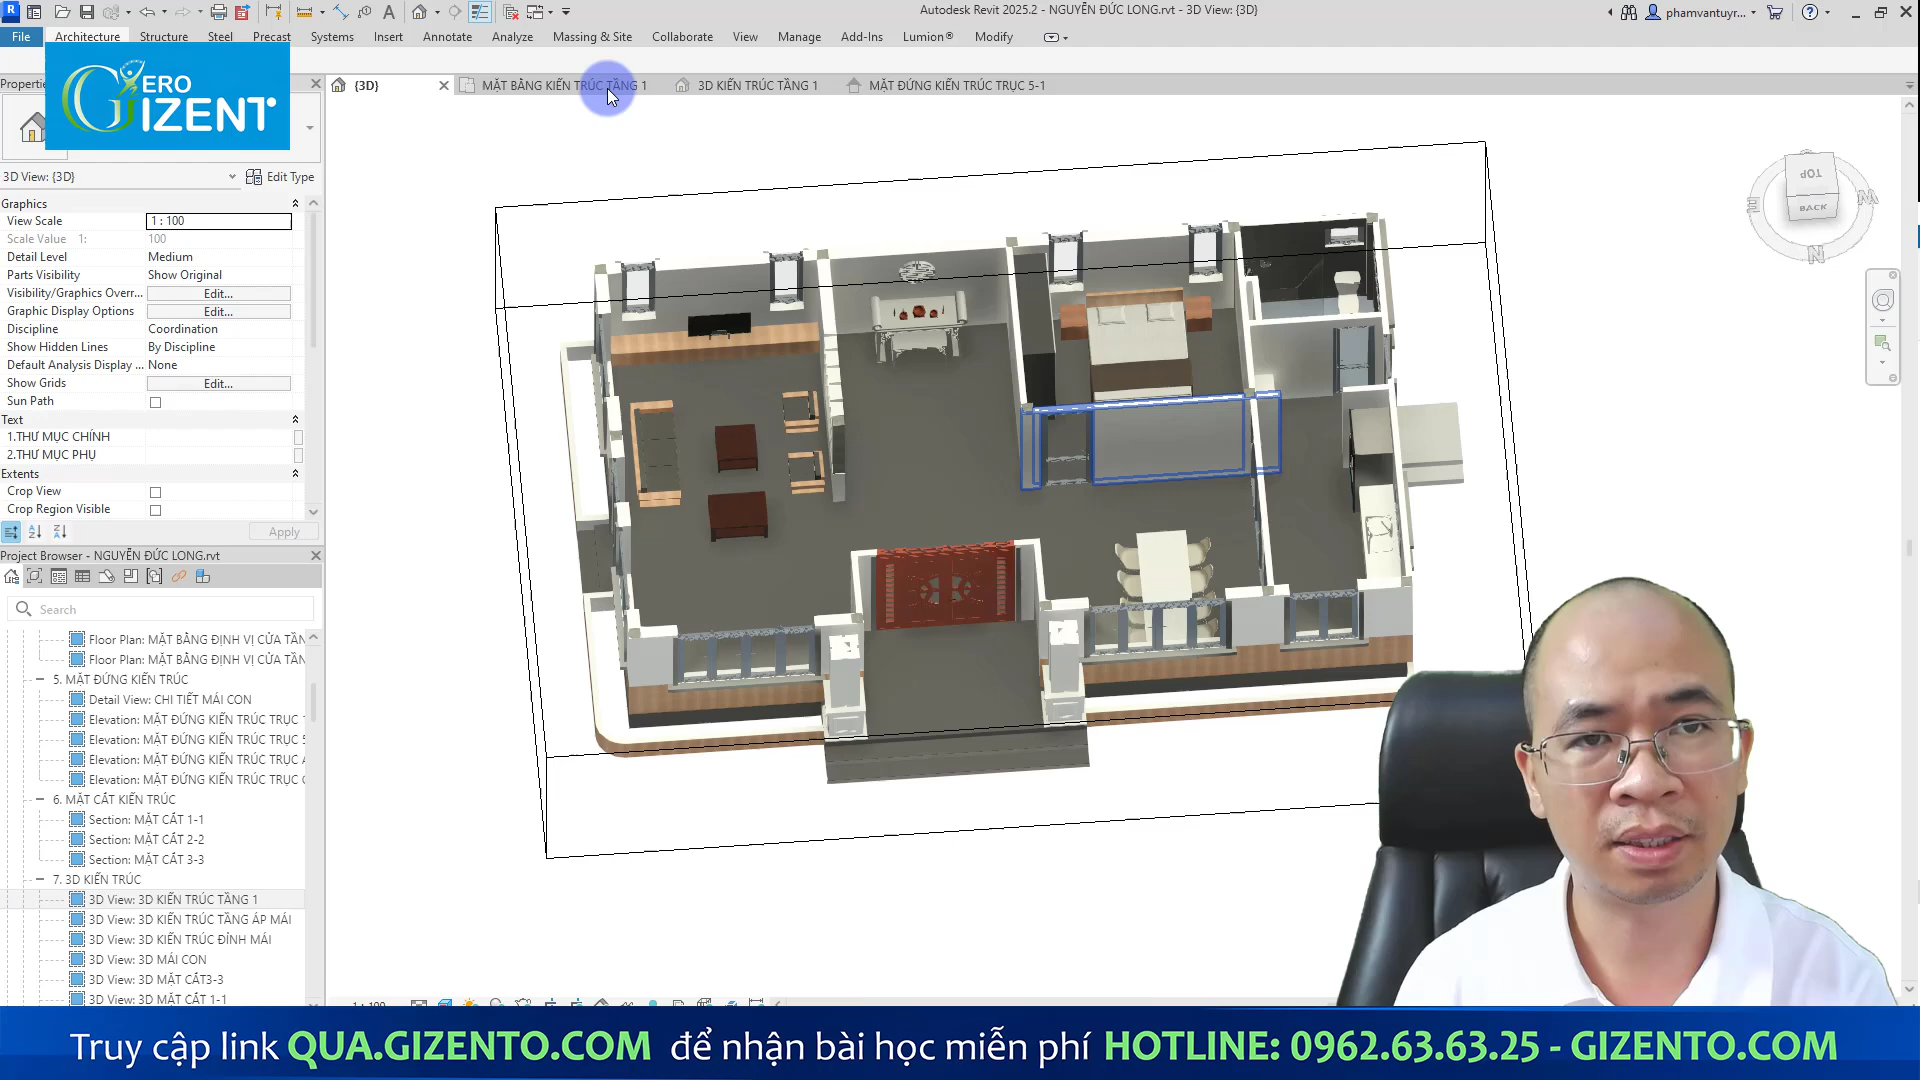 Autodesk Revit 2025.2 - NGUYỄN ĐỨC LONG.rvt - 3D View: {3D}
phamvantuyr...
File Architecture Structure Steel Precast Systems Insert Annotate Analyze Massing & Site Collaborate View Manage Add-Ins Lumion® Modify
ZERO GIZENTO
{3D} MẶT BẰNG KIẾN TRÚC TẦNG 1 3D KIẾN TRÚC TẦNG 1 MẶT ĐỨNG KIẾN TRÚC TRỤC 5-1
3D View: {3D} Edit Type
Graphics
View Scale 1 : 100
Scale Value 1: 100
Detail Level Medium
Parts Visibility Show Original
Visibility/Graphics Overr... Edit...
Graphic Display Options Edit...
Discipline Coordination
Show Hidden Lines By Discipline
Default Analysis Display ... None
Show Grids Edit...
Sun Path
Text
1.THƯ MỤC CHÍNH
2.THƯ MỤC PHỤ
Extents
Crop View
Crop Region Visible
Apply
Project Browser - NGUYỄN ĐỨC LONG.rvt
Search
Floor Plan: MẶT BẰNG ĐỊNH VỊ CỬA TẦN
Floor Plan: MẶT BẰNG ĐỊNH VỊ CỬA TẦN
5. MẶT ĐỨNG KIẾN TRÚC
Detail View: CHI TIẾT MÁI CON
Elevation: MẶT ĐỨNG KIẾN TRÚC TRỤC
Elevation: MẶT ĐỨNG KIẾN TRÚC TRỤC 5
Elevation: MẶT ĐỨNG KIẾN TRÚC TRỤC
Elevation: MẶT ĐỨNG KIẾN TRÚC TRỤC
6. MẶT CẮT KIẾN TRÚC
Section: MẶT CẮT 1-1
Section: MẶT CẮT 2-2
Section: MẶT CẮT 3-3
7. 3D KIẾN TRÚC
3D View: 3D KIẾN TRÚC TẦNG 1
3D View: 3D KIẾN TRÚC TẦNG ÁP MÁI
3D View: 3D KIẾN TRÚC ĐỈNH MÁI
3D View: 3D MÁI CON
3D View: 3D MẶT CẮT3-3
3D View: 3D MẶT CẮT 1-1
TOP
BACK
E
N
Truy cập link QUA.GIZENTO.COM để nhận bài học miễn phí HOTLINE: 0962.63.63.25 - GIZENTO.COM